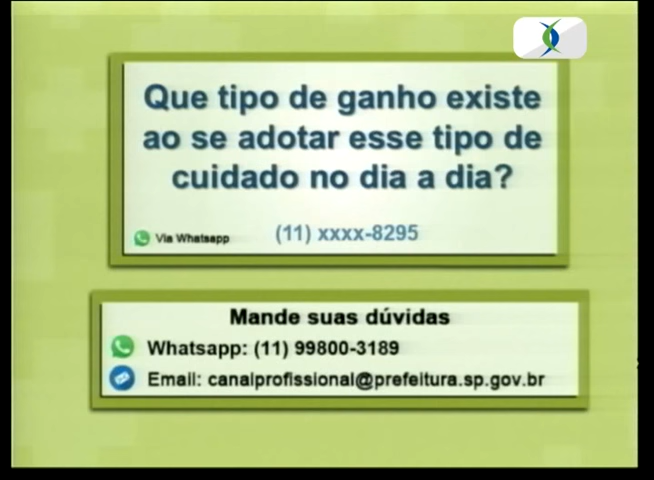 Que tipo de ganho existe
ao se adotar esse tipo de
cuidado no dia a dia?
Via Whatsapp (11) xxxx-8295
Mande suas dúvidas
Whatsapp: (11) 99800-3189
Email: canalprofissional@prefeitura.sp.gov.br